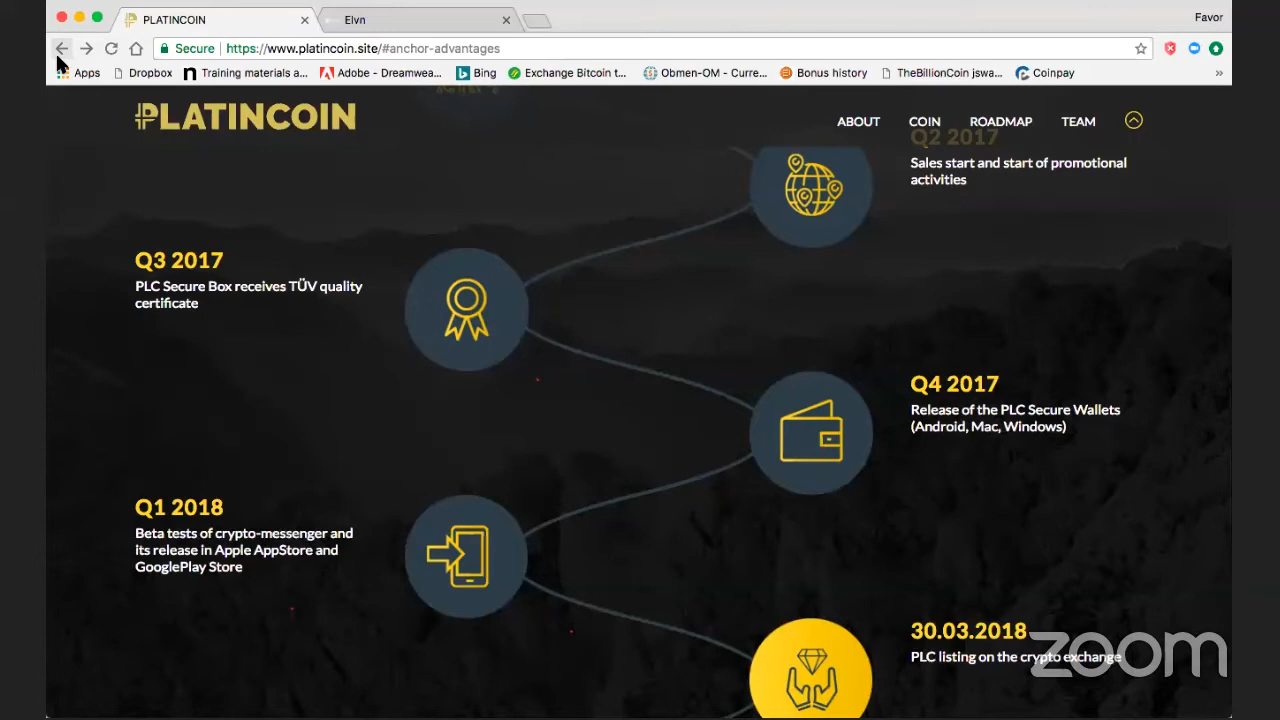 PLATINCOIN
Elvn
Favor
Secure
https://www.platincoin.site/#anchor-advantages
Apps
Dropbox
Training materials a...
Adobe - Dreamwea...
Bing
Exchange Bitcoin t...
Obmen-OM - Curre...
Bonus history
TheBillionCoin jswa...
Coinpay
»
PLATINCOIN
ABOUT
COIN
ROADMAP
TEAM
Q2 2017
Sales start and start of promotional
activities
Q3 2017
PLC Secure Box receives TÜV quality
certificate
Q4 2017
Release of the PLC Secure Wallets
(Android, Mac, Windows)
Q1 2018
Beta tests of crypto-messenger and
its release in Apple AppStore and
GooglePlay Store
30.03.2018
PLC listing on the crypto exchange
zoom